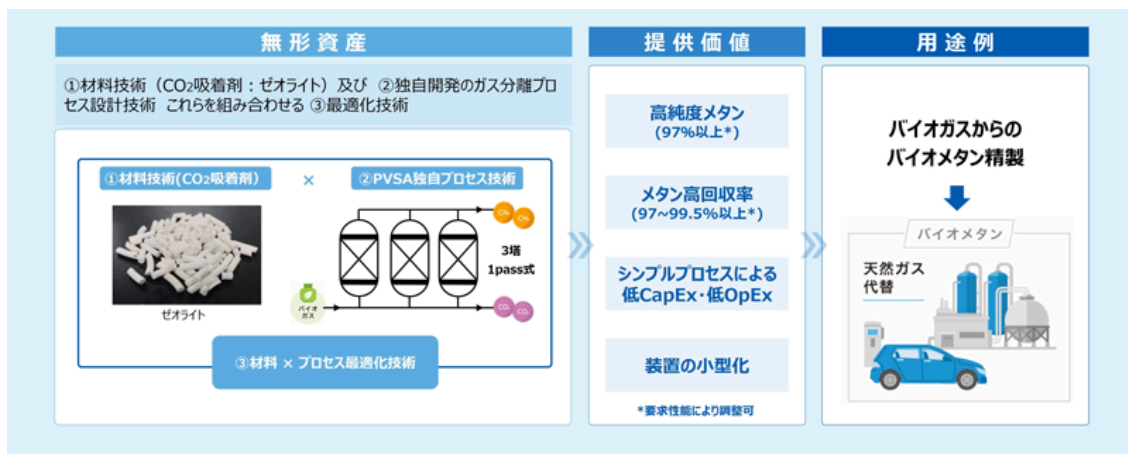 無形資産
①材料技術（CO2吸着剤：ゼオライト）及び ②独自開発のガス分離プロ
セス設計技術 これらを組み合わせる ③最適化技術
①材料技術(CO2吸着剤)
×
②PVSA独自プロセス技術
CH4
CH4
3塔
1pass式
バイオ
ガス
CO2
CO2
ゼオライト
③材料 × プロセス最適化技術
提供価値
高純度メタン
(97%以上*)
メタン高回収率
(97~99.5%以上*)
シンプルプロセスによる
低CapEx・低OpEx
装置の小型化
*要求性能により調整可
用途例
バイオガスからの
バイオメタン精製
バイオメタン
天然ガス
代替